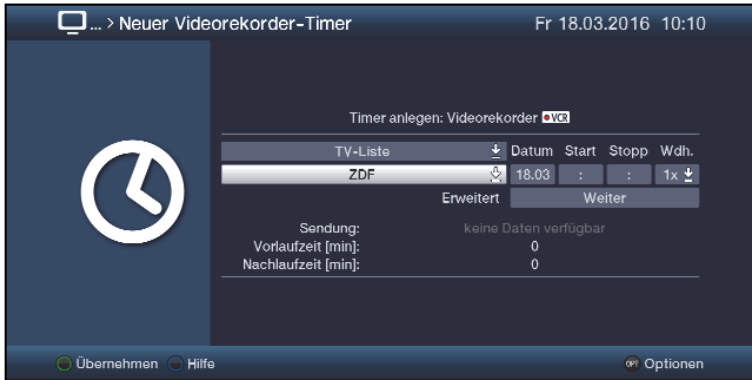 ... > Neuer Videorekorder-Timer Fr 18.03.2016 10:10
Timer anlegen: Videorekorder VCR
TV-Liste Datum Start Stopp Wdh.
ZDF 18.03 : : 1x
Erweitert Weiter
Sendung: keine Daten verfügbar
Vorlaufzeit [min]: 0
Nachlaufzeit [min]: 0
Übernehmen Hilfe OPT Optionen